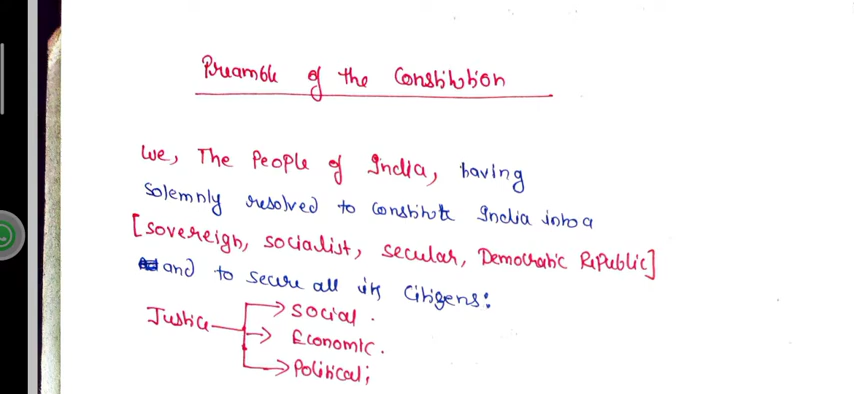 Preamble of the Constitution
We, The People of India, having
solemnly resolved to constitute India into a
[Sovereign, socialist, secular, Democratic Republic]
and to secure all its Citizens:
Justice → Social.
→ Economic.
→ Political;